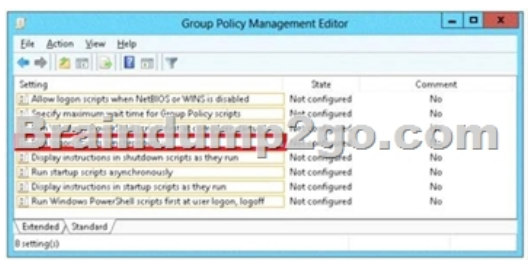 Group Policy Management Editor
File Action View Help
Setting State Comment
Allow logon scripts when NetBIOS or WINS is disabled Not configured No
Specify maximum wait time for Group Policy scripts Not configured No
Braindump2go.com
Display instructions in shutdown scripts as they run Not configured No
Run startup scripts asynchronously Not configured No
Display instructions in startup scripts as they run Not configured No
Run Windows PowerShell scripts first at user logon, logoff Not configured No
Extended Standard
8 setting(s)